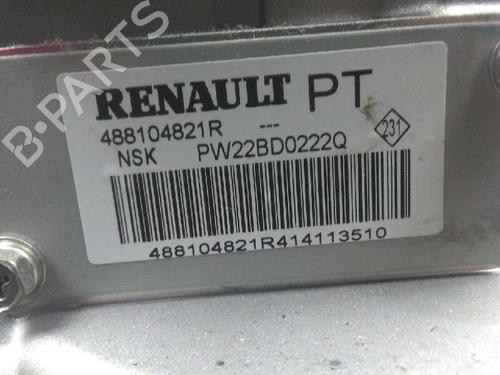 B-PARTS
RENAULT PT
488104821R ---
NSK PW22BD0222Q
231
488104821R414113510